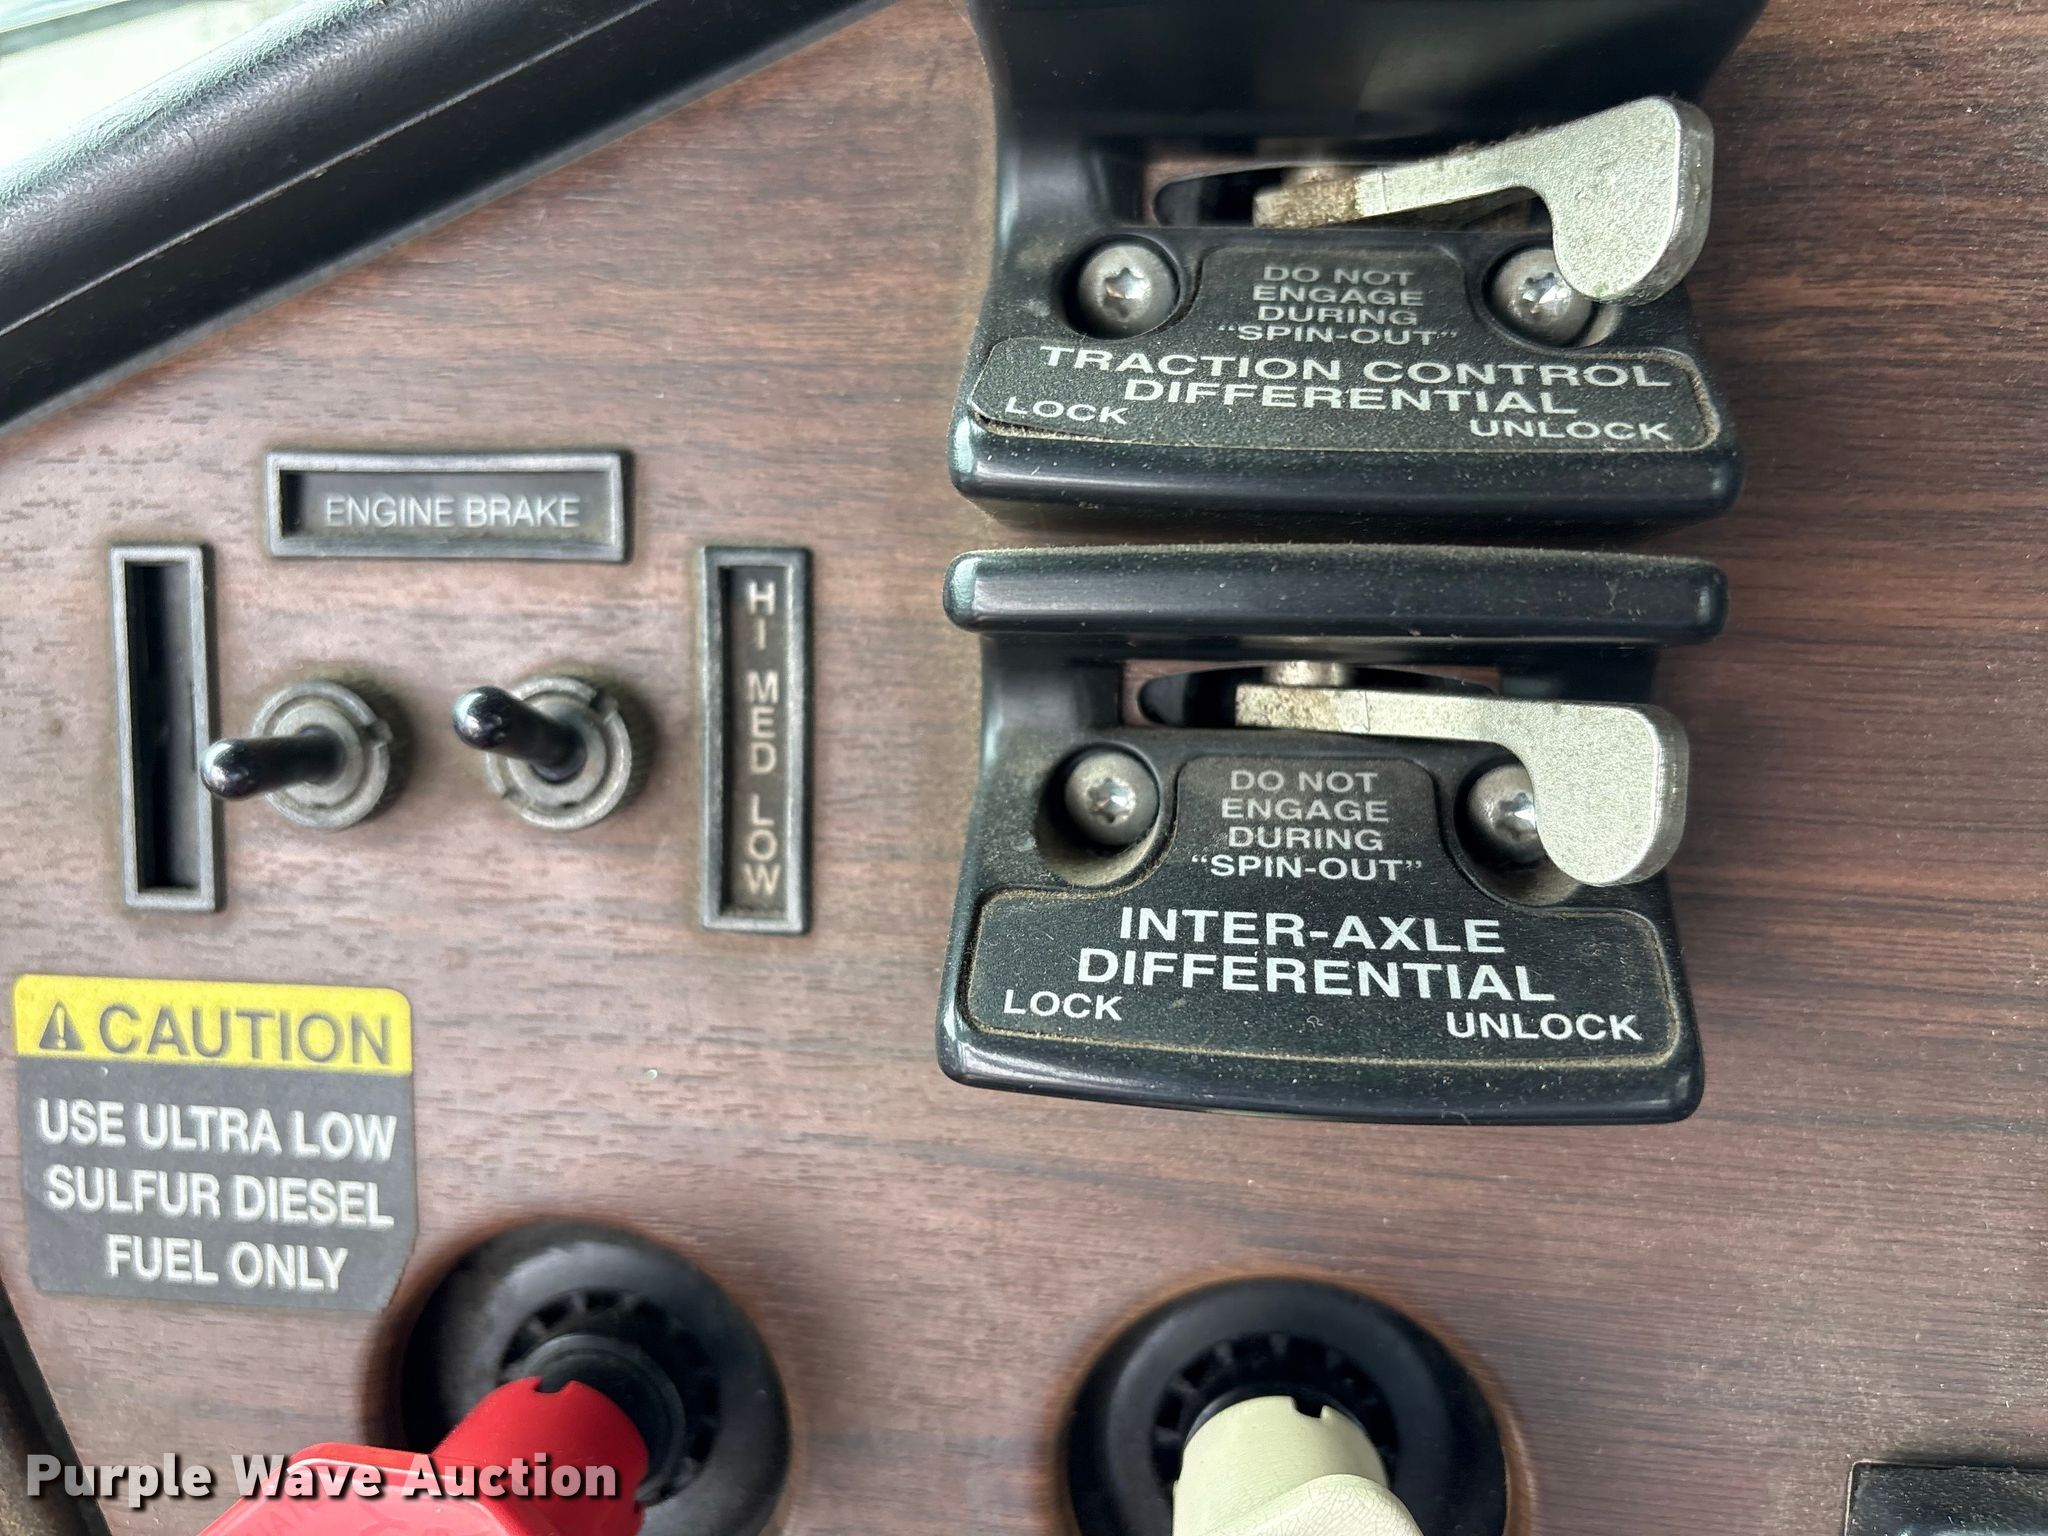 DO NOT
ENGAGE
DURING
“SPIN-OUT”
TRACTION CONTROL
DIFFERENTIAL
LOCK
UNLOCK
ENGINE BRAKE
HI MED LOW
DO NOT
ENGAGE
DURING
“SPIN-OUT”
INTER-AXLE
DIFFERENTIAL
LOCK
UNLOCK
CAUTION
USE ULTRA LOW
SULFUR DIESEL
FUEL ONLY
Purple Wave Auction